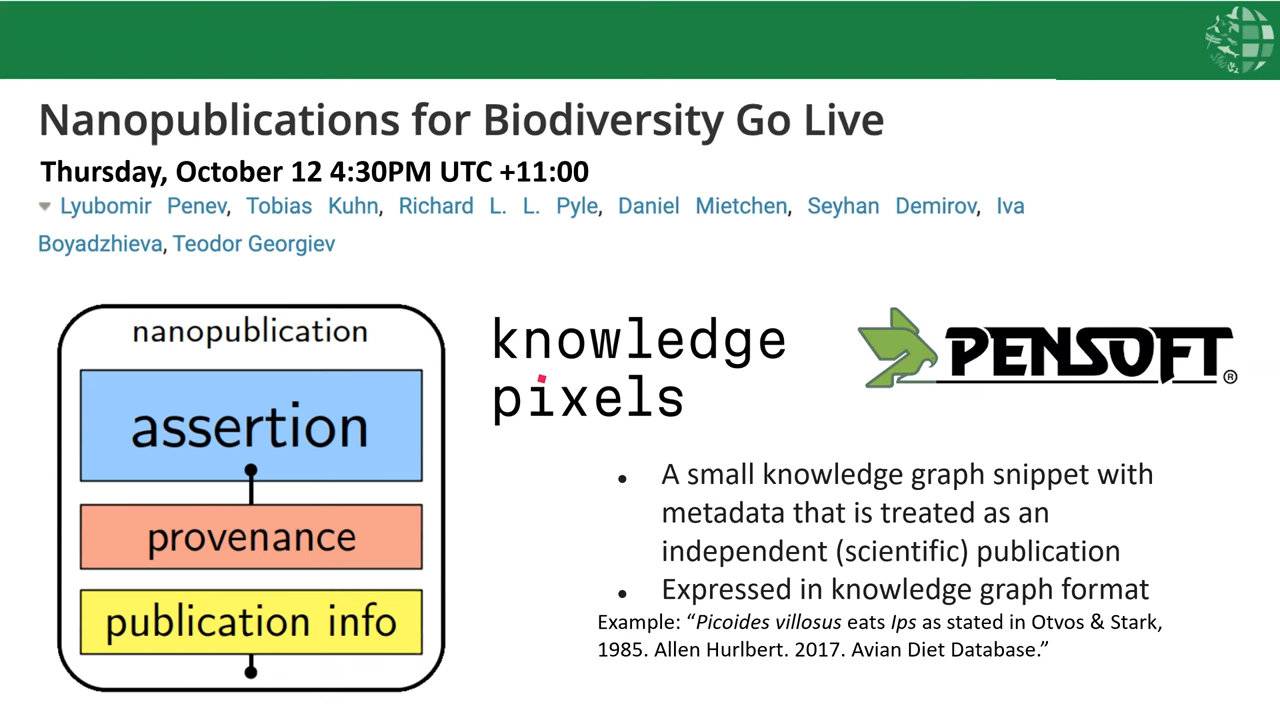 Nanopublications for Biodiversity Go Live
Thursday, October 12 4:30PM UTC +11:00
Lyubomir Penev, Tobias Kuhn, Richard L. L. Pyle, Daniel Mietchen, Seyhan Demirov, Iva
Boyadzhieva, Teodor Georgiev
nanopublication
assertion
provenance
publication info
knowledge
pixels
PENSOFT®
• A small knowledge graph snippet with
metadata that is treated as an
independent (scientific) publication
• Expressed in knowledge graph format
Example: “Picoides villosus eats Ips as stated in Otvos & Stark,
1985. Allen Hurlbert. 2017. Avian Diet Database.”